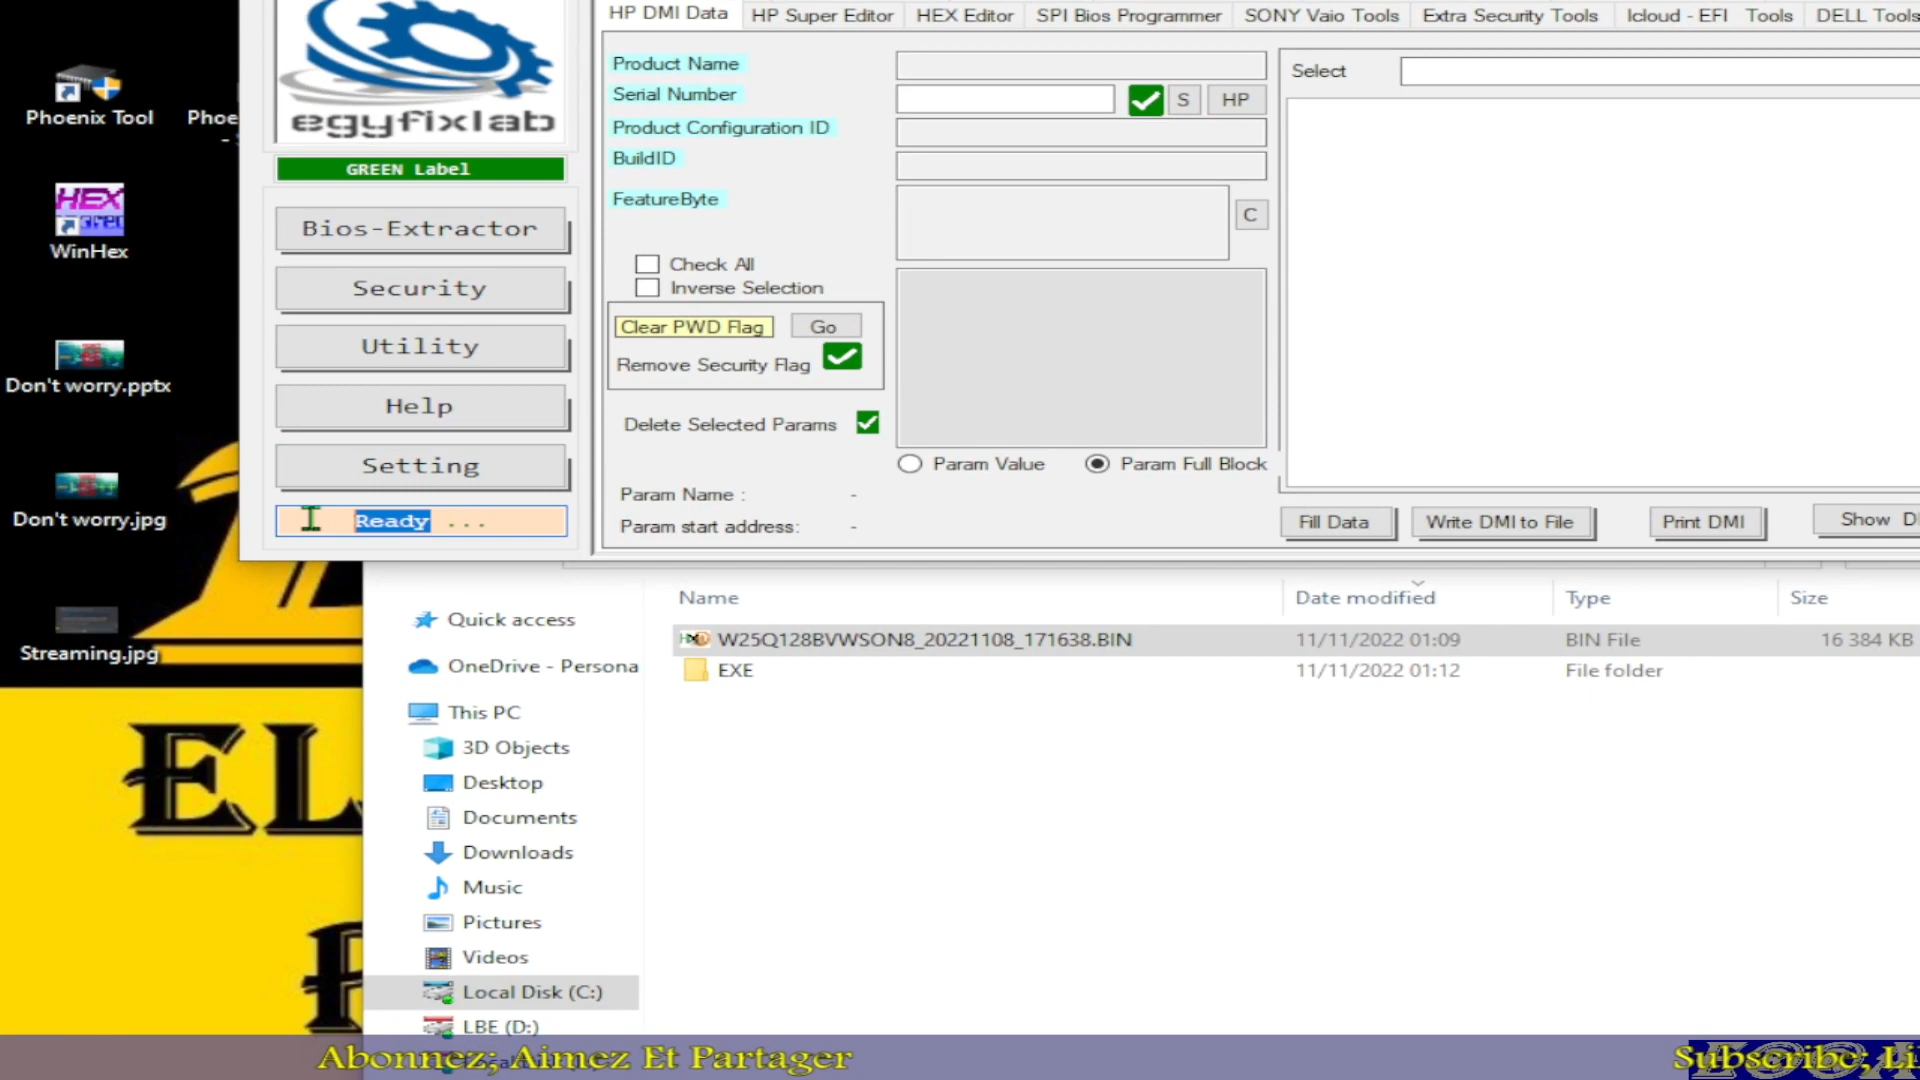 HP DMI Data
HP Super Editor
HEX Editor
SPI Bios Programmer
SONY Vaio Tools
Extra Security Tools
Icloud - EFI Tools
DELL Tools
Phoenix Tool
Phoe
WinHex
Don't worry.pptx
Don't worry.jpg
Streaming.jpg
egyfixlab
GREEN Label
Bios-Extractor
Security
Utility
Help
Setting
Ready ...
Product Name
Serial Number
S
HP
Product Configuration ID
BuildID
FeatureByte
C
Check All
Inverse Selection
Clear PWD Flag
Go
Remove Security Flag
Delete Selected Params
Param Value
Param Full Block
Param Name : -
Param start address: -
Select
Fill Data
Write DMI to File
Print DMI
Show D
Name
Date modified
Type
Size
W25Q128BVWSON8_20221108_171638.BIN
11/11/2022 01:09
BIN File
16 384 KB
EXE
11/11/2022 01:12
File folder
Quick access
OneDrive - Persona
This PC
3D Objects
Desktop
Documents
Downloads
Music
Pictures
Videos
Local Disk (C:)
LBE (D:)
EL
Abonnez; Aimez Et Partager
Subscribe; Li